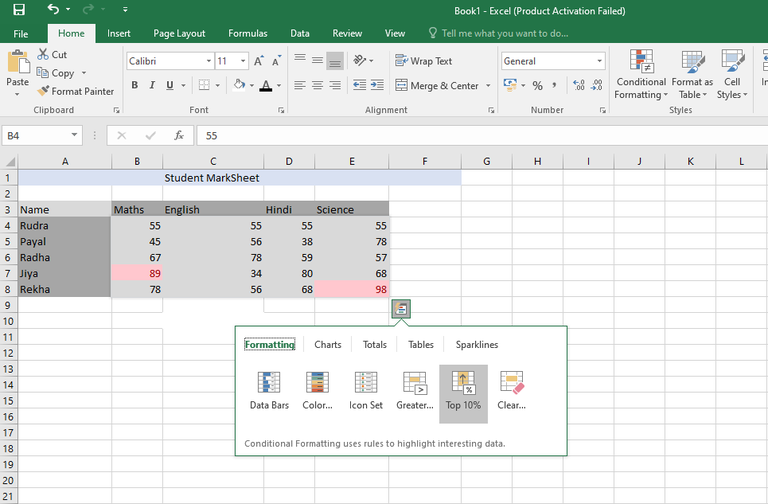 Book1 - Excel (Product Activation Failed)
File Home Insert Page Layout Formulas Data Review View Tell me what you want to do...
Paste
Cut
Copy
Format Painter
Clipboard
Calibri 11 A A
B I U A
Font
Wrap Text
Merge & Center
Alignment
General
% ,
Number
Conditional Formatting
Format as Table
Cell Styles
Styles
B4 fx 55
A B C D E F G H I J K L
1 Student MarkSheet
2
3 Name Maths English Hindi Science
4 Rudra 55 55 55 55
5 Payal 45 56 38 78
6 Radha 67 78 59 57
7 Jiya 89 34 80 68
8 Rekha 78 56 68 98
9
10
11
12
13
14
15
16
17
18
19
20
21
Formatting Charts Totals Tables Sparklines
Data Bars Color... Icon Set Greater... Top 10% Clear...
Conditional Formatting uses rules to highlight interesting data.